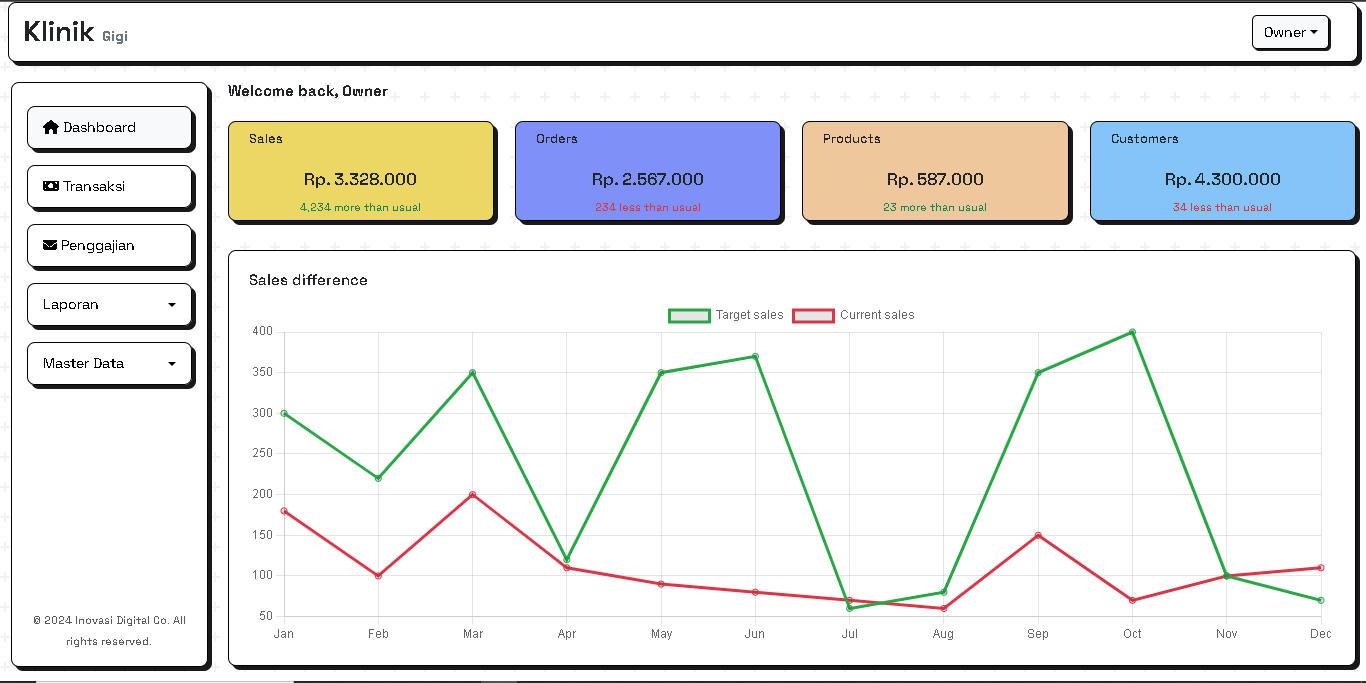 Klinik Gigi
Owner
Welcome back, Owner
Dashboard
Transaksi
Penggajian
Laporan
Master Data
© 2024 Inovasi Digital Co. All
rights reserved.
Sales
Rp. 3.328.000
4,234 more than usual
Orders
Rp. 2.567.000
234 less than usual
Products
Rp. 587.000
23 more than usual
Customers
Rp. 4.300.000
34 less than usual
Sales difference
Target sales Current sales
400
350
300
250
200
150
100
50
Jan Feb Mar Apr May Jun Jul Aug Sep Oct Nov Dec